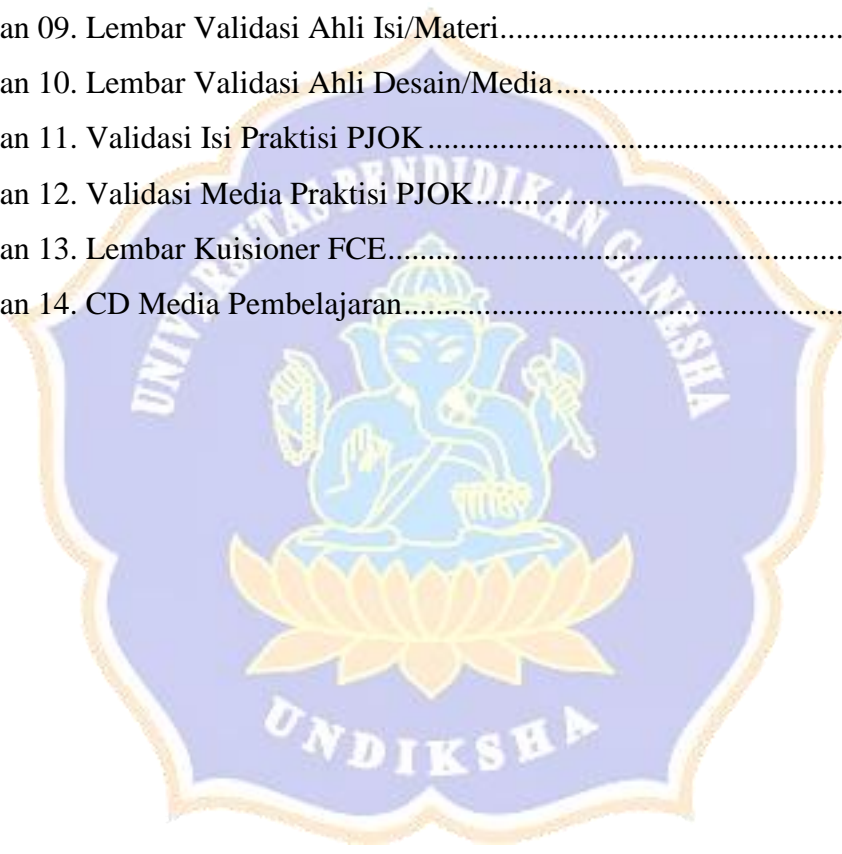 an 09. Lembar Validasi Ahli Isi/Materi
an 10. Lembar Validasi Ahli Desain/Media
an 11. Validasi Isi Praktisi PJOK
an 12. Validasi Media Praktisi PJOK
an 13. Lembar Kuisioner FCE
an 14. CD Media Pembelajaran
UNIVERSITAS PENDIDIKAN GANESHA
UNDIKSHA